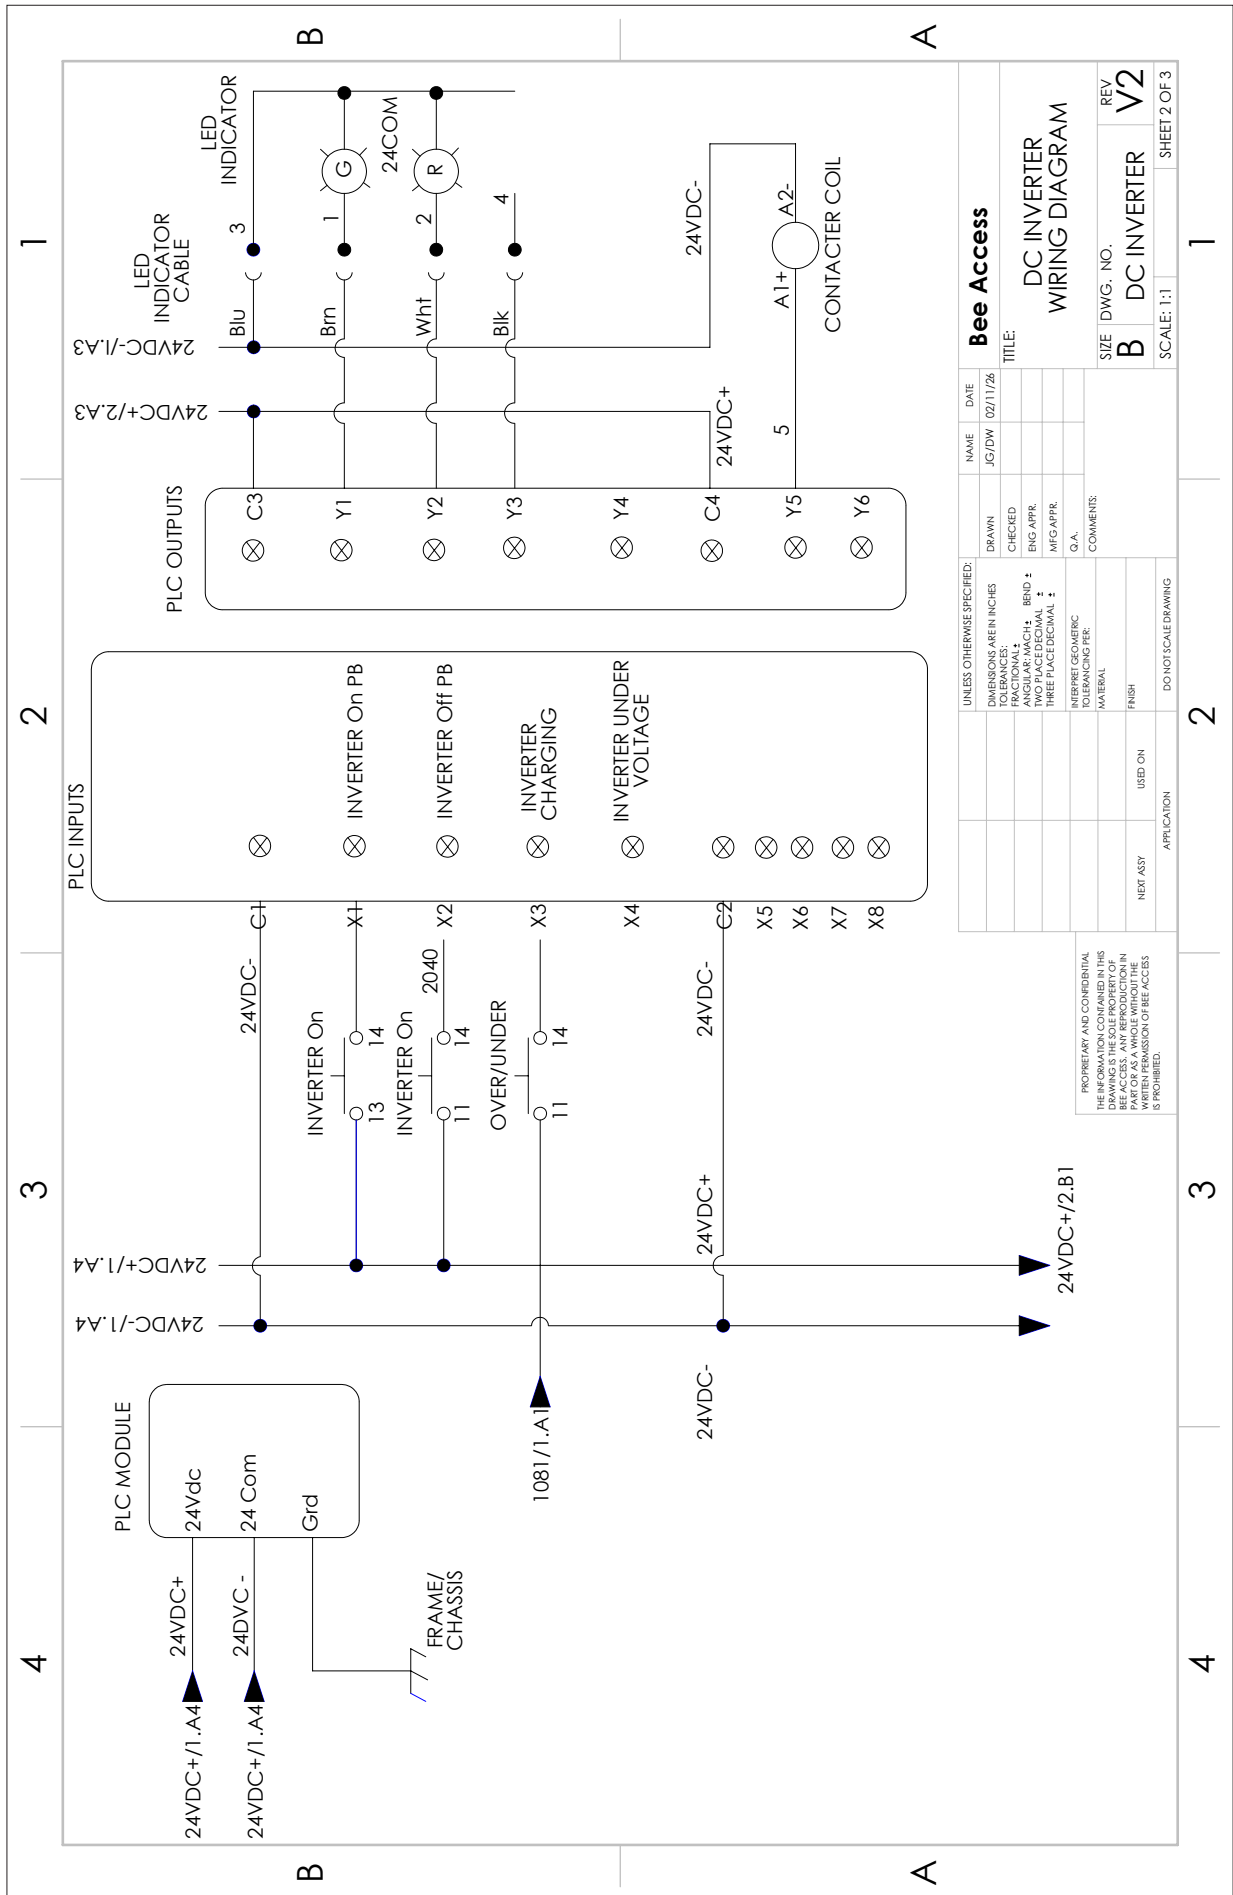 4
3
2
1
B
B
A
A
PLC MODULE
24Vdc
24 Com
Grd
24VDC+
24DVC -
24VDC+/1.A4
24VDC+/1.A4
FRAME/
CHASSIS
24VDC-/1.A4
24VDC+/1.A4
1081/1.A1
24VDC-
24VDC+
24VDC+/2.B1
INVERTER On
13
14
INVERTER On
11
14
2040
OVER/UNDER
11
14
24VDC-
24VDC-
PLC INPUTS
C1
X1
X2
X3
X4
C2
X5
X6
X7
X8
INVERTER On PB
INVERTER Off PB
INVERTER
CHARGING
INVERTER UNDER
VOLTAGE
PLC OUTPUTS
C3
Y1
Y2
Y3
Y4
C4
Y5
Y6
24VDC+/2.A3
24VDC-/1.A3
LED
INDICATOR
CABLE
LED
INDICATOR
Blu
3
Brn
1
G
24COM
Wht
2
R
Blk
4
24VDC+
24VDC-
5
A1+
A2-
CONTACTER COIL
PROPRIETARY AND CONFIDENTIAL
THE INFORMATION CONTAINED IN THIS
DRAWING IS THE SOLE PROPERTY OF
BEE ACCESS. ANY REPRODUCTION IN
PART OR AS A WHOLE WITHOUT THE
WRITTEN PERMISSION OF BEE ACCESS
IS PROHIBITED.
NEXT ASSY
USED ON
APPLICATION
UNLESS OTHERWISE SPECIFIED:
DIMENSIONS ARE IN INCHES
TOLERANCES:
FRACTIONAL ±
ANGULAR: MACH ± BEND ±
TWO PLACE DECIMAL ±
THREE PLACE DECIMAL ±
INTERPRET GEOMETRIC
TOLERANCING PER:
MATERIAL
FINISH
DO NOT SCALE DRAWING
NAME
DATE
DRAWN
JG/DW
02/11/26
CHECKED
ENG APPR.
MFG APPR.
Q.A.
COMMENTS:
Bee Access
TITLE:
DC INVERTER
WIRING DIAGRAM
SIZE
B
DWG. NO.
DC INVERTER
REV
V2
SCALE: 1:1
SHEET 2 OF 3
4
3
2
1